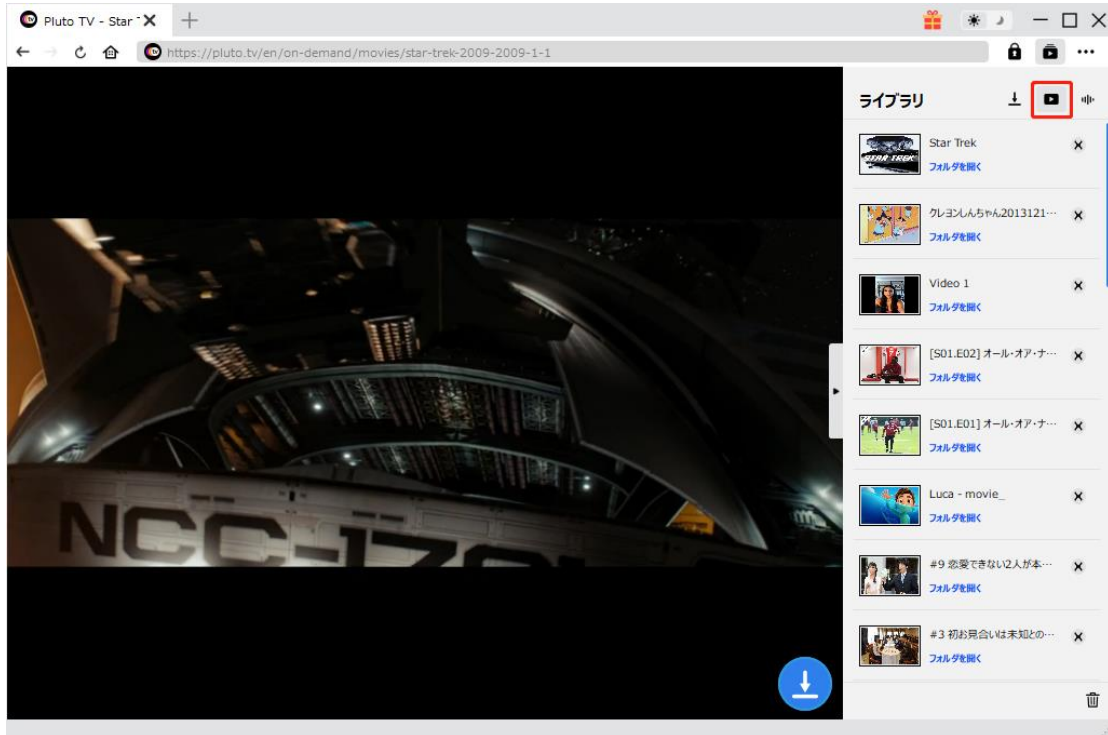 Pluto TV - Star
https://pluto.tv/en/on-demand/movies/star-trek-2009-2009-1-1
ライブラリ
STAR TREK
Star Trek
フォルダを開く
クレヨンしんちゃん2013121…
フォルダを開く
Video 1
フォルダを開く
[S01.E02] オール・オア・ナ…
フォルダを開く
[S01.E01] オール・オア・ナ…
フォルダを開く
Luca - movie_
フォルダを開く
#9 恋愛できない2人が本…
フォルダを開く
#3 初お見合いは未知との…
フォルダを開く
NCC-1701